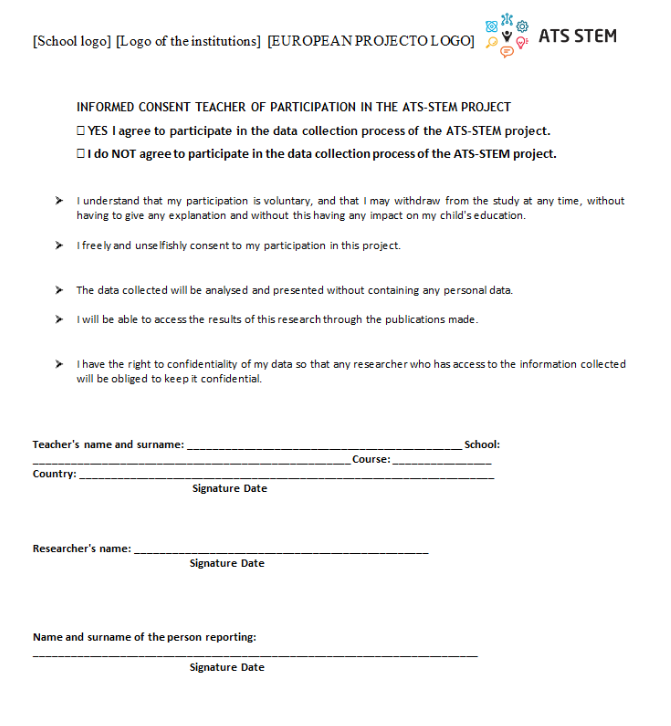 [School logo] [Logo of the institutions] [EUROPEAN PROJECTO LOGO] ATS STEM
INFORMED CONSENT TEACHER OF PARTICIPATION IN THE ATS-STEM PROJECT
☐ YES I agree to participate in the data collection process of the ATS-STEM project.
☐ I do NOT agree to participate in the data collection process of the ATS-STEM project.
➢ I understand that my participation is voluntary, and that I may withdraw from the study at any time, without
having to give any explanation and without this having any impact on my child's education.
➢ I freely and unselfishly consent to my participation in this project.
➢ The data collected will be analysed and presented without containing any personal data.
➢ I will be able to access the results of this research through the publications made.
➢ I have the right to confidentiality of my data so that any researcher who has access to the information collected
will be obliged to keep it confidential.
Teacher's name and surname: ____________________ School:
____________________ Course: ____________________
Country: ____________________
Signature Date
Researcher's name: ____________________
Signature Date
Name and surname of the person reporting:
____________________
Signature Date